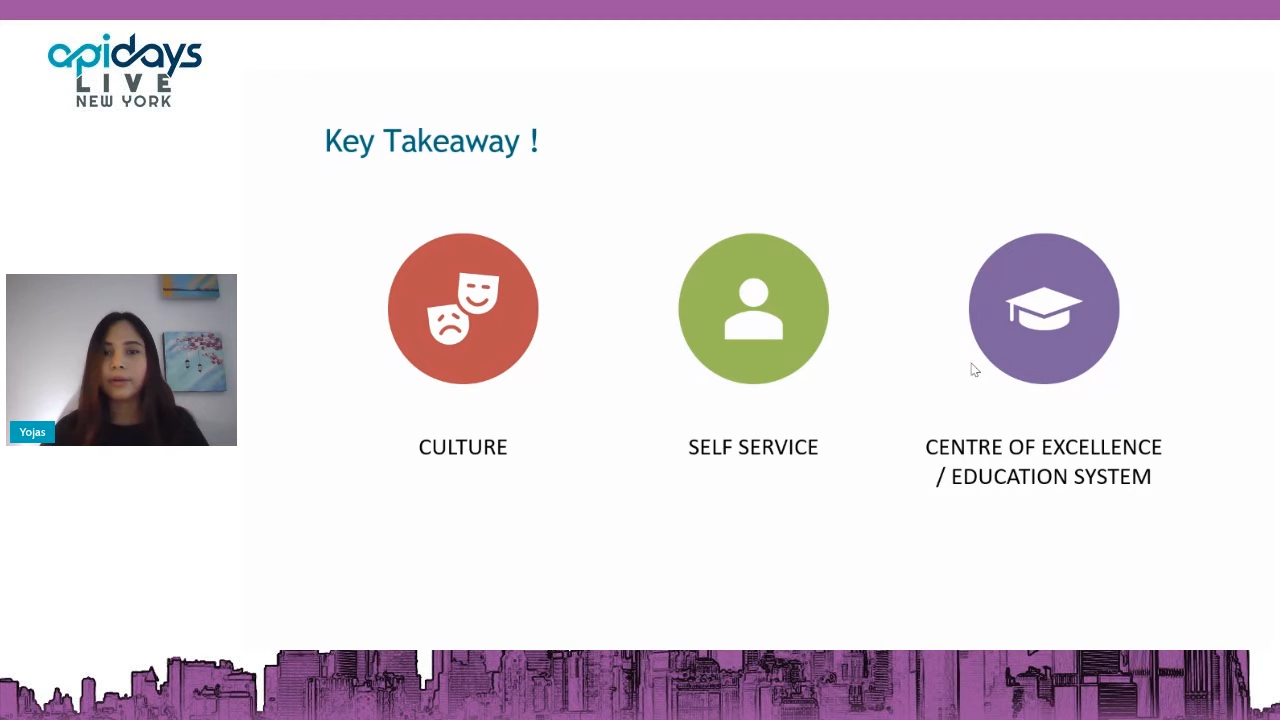 apidays
LIVE
NEW YORK
Key Takeaway !
Yojas
CULTURE
SELF SERVICE
CENTRE OF EXCELLENCE
/ EDUCATION SYSTEM